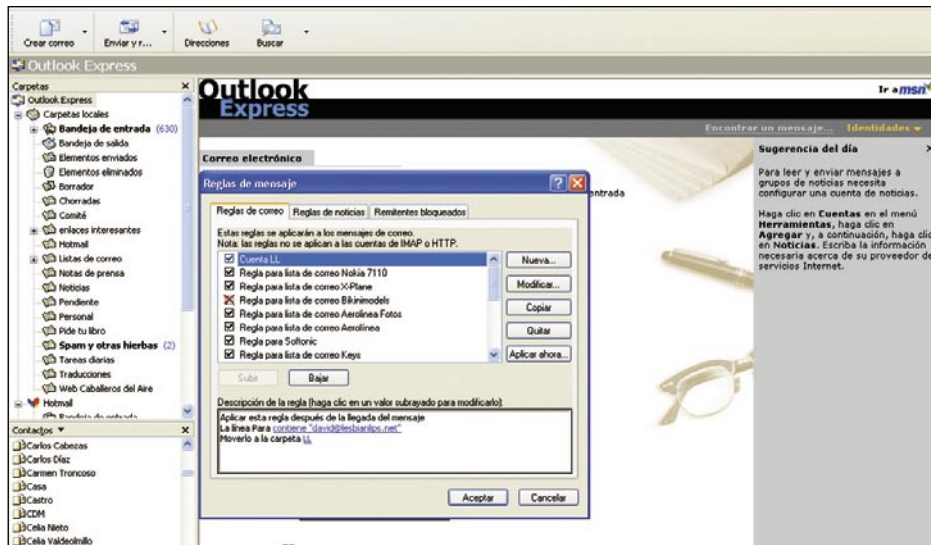 Crear correo
Enviar y r...
Direcciones
Buscar
Outlook Express
Carpetas
Outlook Express
Carpetas locales
Bandeja de entrada (630)
Bandeja de salida
Elementos enviados
Elementos eliminados
Borrador
Chorradas
Comité
enlaces interesantes
Hotmail
Listas de correo
Notas de prensa
Noticias
Pendiente
Personal
Pide tu libro
Spam y otras hierbas (2)
Tareas diarias
Traducciones
Web Caballeros del Aire
Hotmail
Bandeja de entrada
Contactos
Carlos Cabezas
Carlos Díaz
Carmen Troncoso
Casa
Castro
CDM
Celia Nieto
Celia Valdeolmillo
Outlook
Express
Ir a msn
Encontrar un mensaje...
Identidades
Correo electrónico
entrada
Reglas de mensaje
Reglas de correo
Reglas de noticias
Remitentes bloqueados
Estas reglas se aplicarán a los mensajes de correo.
Nota: las reglas no se aplican a las cuentas de IMAP o HTTP.
Cuenta LL
Regla para lista de correo Nokia 7110
Regla para lista de correo X-Plane
Regla para lista de correo Bikinimodels
Regla para lista de correo Aerolinea Fotos
Regla para lista de correo Aerolínea
Regla para Softonic
Regla para lista de correo Keys
Nueva...
Modificar...
Copiar
Quitar
Aplicar ahora...
Subir
Bajar
Descripción de la regla (haga clic en un valor subrayado para modificarlo):
Aplicar esta regla después de la llegada del mensaje
La línea Para contiene "david@lesbianlips.net"
Moverlo a la carpeta LL
Aceptar
Cancelar
Sugerencia del día
Para leer y enviar mensajes a
grupos de noticias necesita
configurar una cuenta de noticias.
Haga clic en Cuentas en el menú
Herramientas, haga clic en
Agregar y, a continuación, haga clic
en Noticias. Escriba la información
necesaria acerca de su proveedor de
servicios Internet.